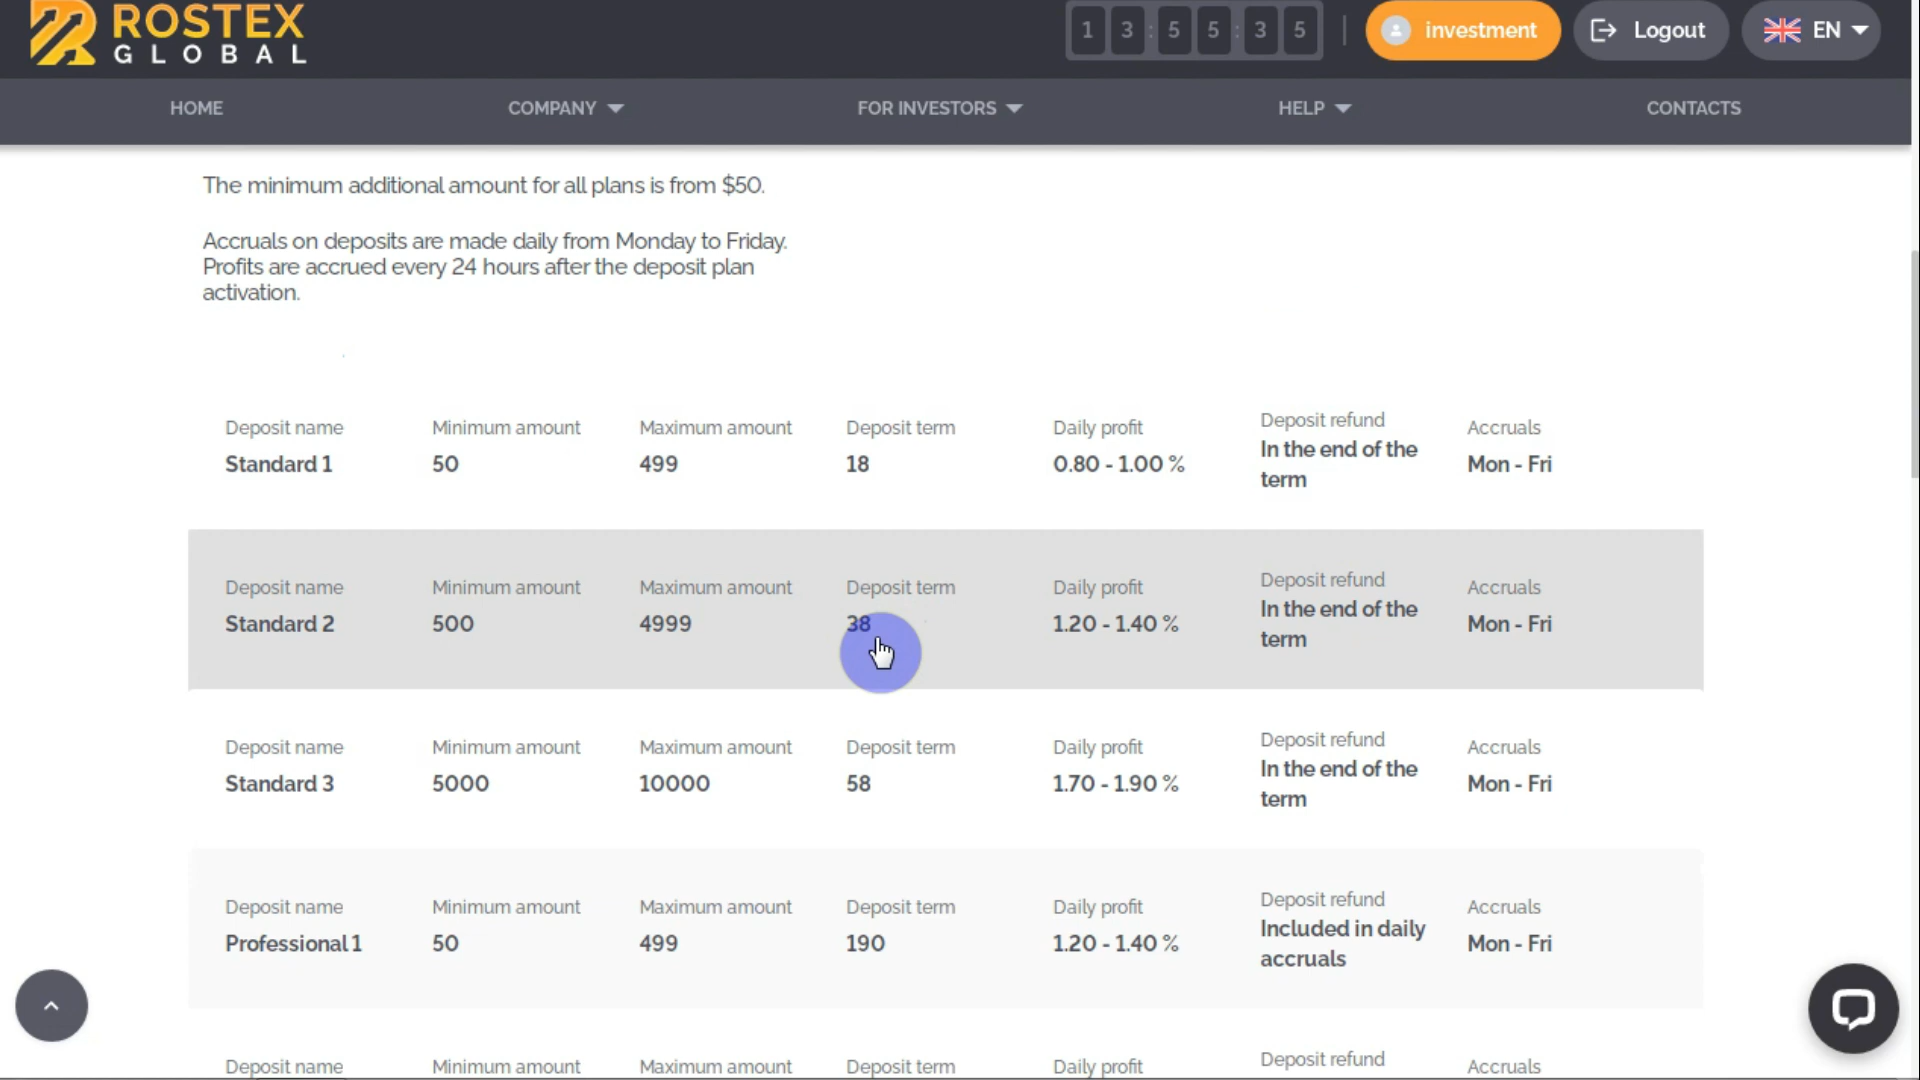 ROSTEX
GLOBAL
1 3 : 5 5 : 3 5
investment
Logout
EN
HOME
COMPANY
FOR INVESTORS
HELP
CONTACTS
The minimum additional amount for all plans is from $50.
Accruals on deposits are made daily from Monday to Friday.
Profits are accrued every 24 hours after the deposit plan
activation.
Deposit name Minimum amount Maximum amount Deposit term Daily profit Deposit refund Accruals
Standard 1 50 499 18 0.80 - 1.00 % In the end of the Mon - Fri
term
Deposit name Minimum amount Maximum amount Deposit term Daily profit Deposit refund Accruals
Standard 2 500 4999 38 1.20 - 1.40 % In the end of the Mon - Fri
term
Deposit name Minimum amount Maximum amount Deposit term Daily profit Deposit refund Accruals
Standard 3 5000 10000 58 1.70 - 1.90 % In the end of the Mon - Fri
term
Deposit name Minimum amount Maximum amount Deposit term Daily profit Deposit refund Accruals
Professional 1 50 499 190 1.20 - 1.40 % Included in daily Mon - Fri
accruals
Deposit name Minimum amount Maximum amount Deposit term Daily profit Deposit refund Accruals